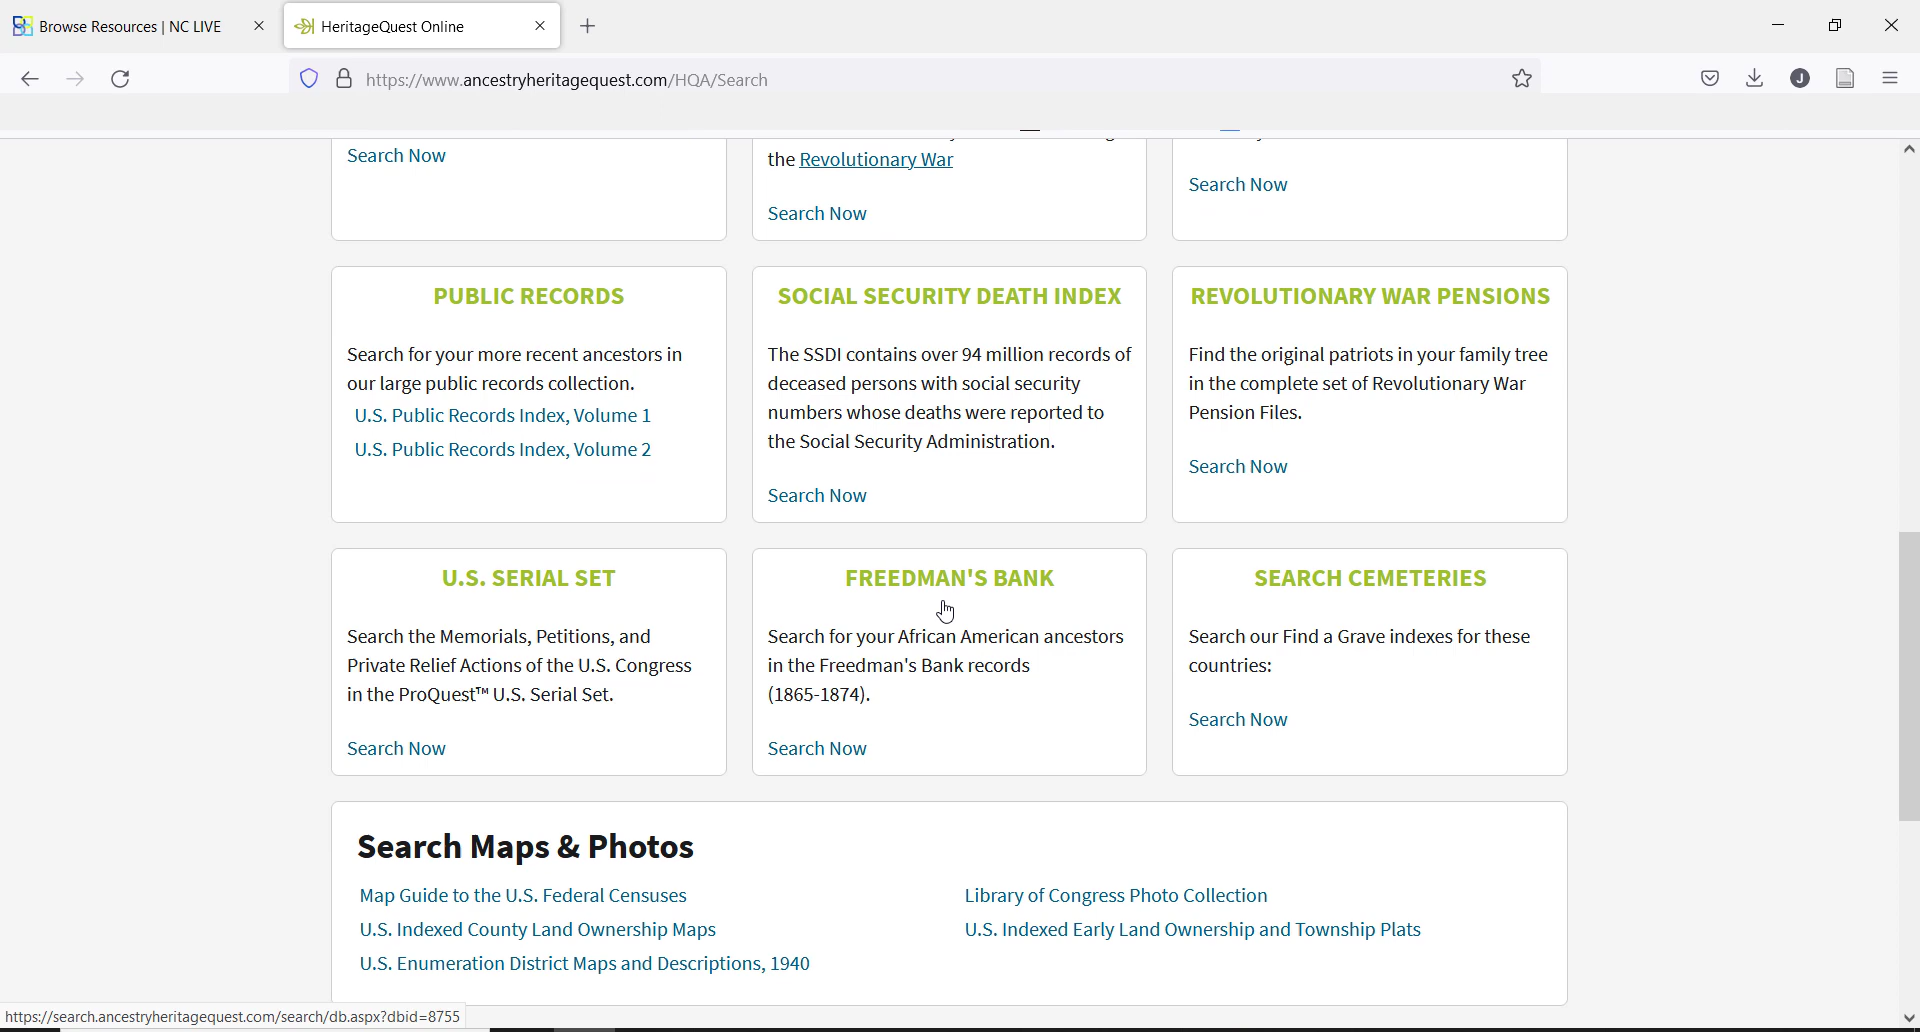 Browse Resources | NC LIVE
HeritageQuest Online
https://www.ancestryheritagequest.com/HQA/Search
J
Search Now
the Revolutionary War
Search Now
Search Now
PUBLIC RECORDS
Search for your more recent ancestors in
our large public records collection.
U.S. Public Records Index, Volume 1
U.S. Public Records Index, Volume 2
SOCIAL SECURITY DEATH INDEX
The SSDI contains over 94 million records of
deceased persons with social security
numbers whose deaths were reported to
the Social Security Administration.
Search Now
REVOLUTIONARY WAR PENSIONS
Find the original patriots in your family tree
in the complete set of Revolutionary War
Pension Files.
Search Now
U.S. SERIAL SET
Search the Memorials, Petitions, and
Private Relief Actions of the U.S. Congress
in the ProQuest™ U.S. Serial Set.
Search Now
FREEDMAN'S BANK
Search for your African American ancestors
in the Freedman's Bank records
(1865-1874).
Search Now
SEARCH CEMETERIES
Search our Find a Grave indexes for these
countries:
Search Now
Search Maps & Photos
Map Guide to the U.S. Federal Censuses
U.S. Indexed County Land Ownership Maps
U.S. Enumeration District Maps and Descriptions, 1940
Library of Congress Photo Collection
U.S. Indexed Early Land Ownership and Township Plats
https://search.ancestryheritagequest.com/search/db.aspx?dbid=8755